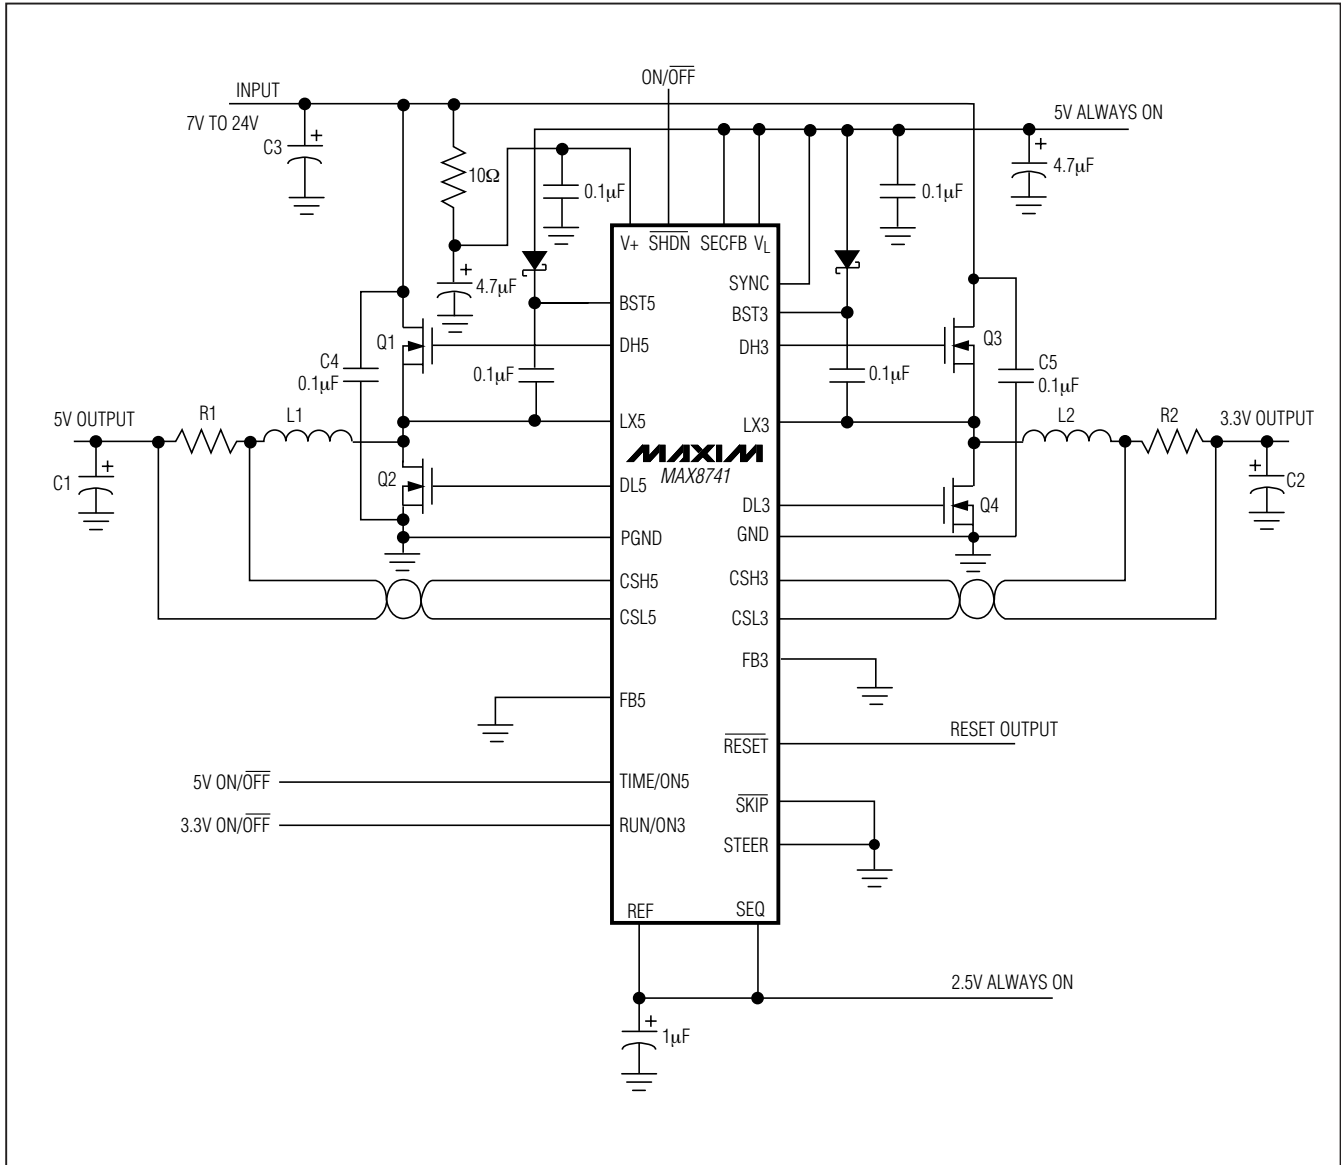 ON/OFF
INPUT
7V TO 24V
5V ALWAYS ON
C3
+
10Ω
0.1µF
0.1µF
+
4.7µF
V+
SHDN
SECFB
VL
+
4.7µF
SYNC
BST5
BST3
Q1
DH5
DH3
Q3
C4
0.1µF
0.1µF
0.1µF
C5
0.1µF
5V OUTPUT
R1
L1
LX5
LX3
L2
R2
3.3V OUTPUT
MAXIM
MAX8741
C1
+
Q2
DL5
DL3
Q4
+
C2
PGND
GND
CSH5
CSH3
CSL5
CSL3
FB3
FB5
RESET
RESET OUTPUT
5V ON/OFF
TIME/ON5
SKIP
3.3V ON/OFF
RUN/ON3
STEER
REF
SEQ
2.5V ALWAYS ON
+
1µF